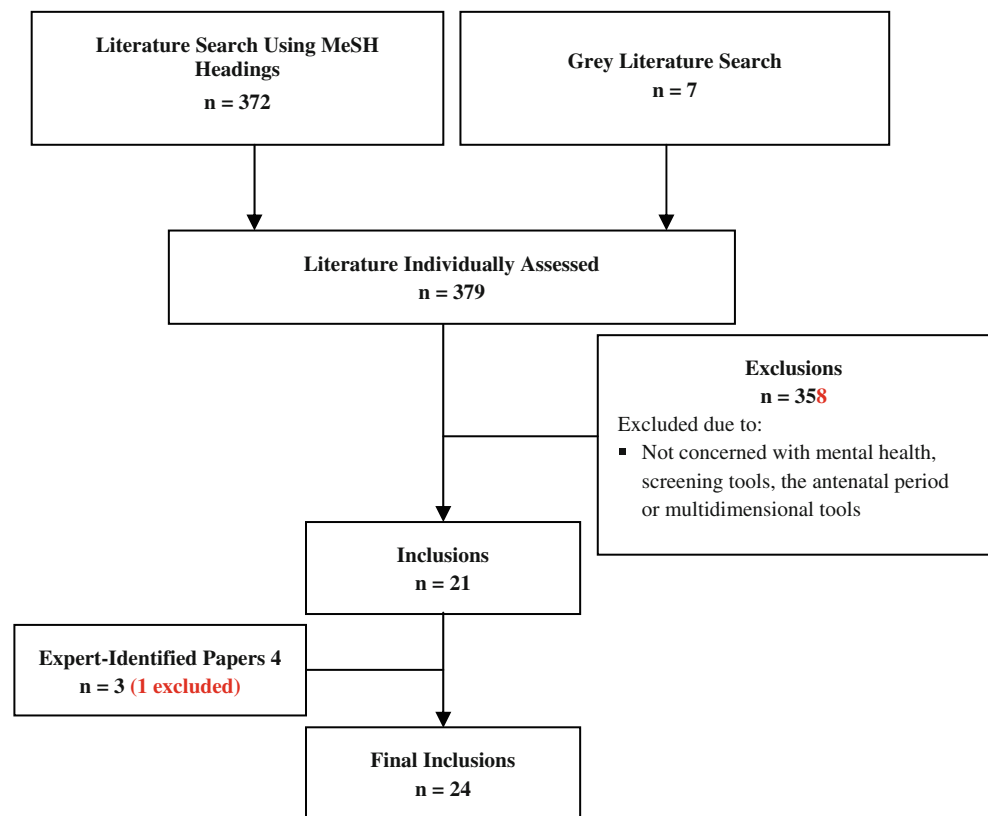 Literature Search Using MeSH
Headings
n = 372
Grey Literature Search
n = 7
Literature Individually Assessed
n = 379
Exclusions
n = 358
Excluded due to:
▪ Not concerned with mental health,
screening tools, the antenatal period
or multidimensional tools
Inclusions
n = 21
Expert-Identified Papers 4
n = 3 (1 excluded)
Final Inclusions
n = 24